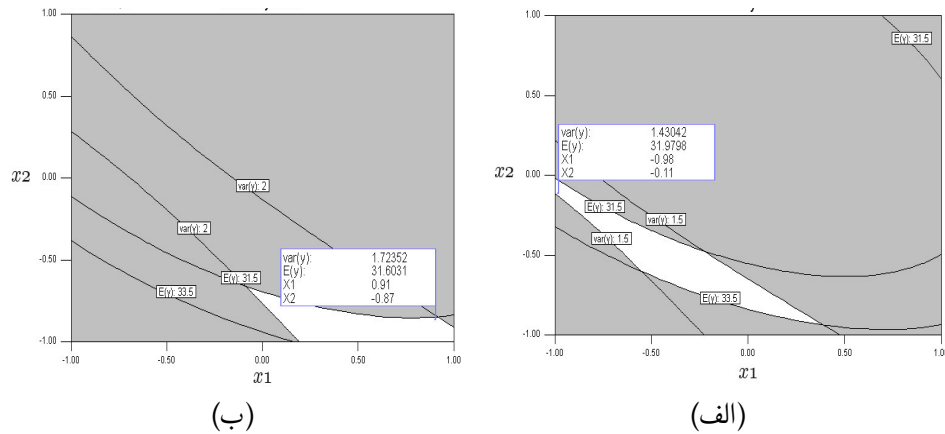 1.00
0.50
0.00
-0.50
-1.00
-1.00
-0.50
0.00
0.50
1.00
x2
x1
var(y): 2
var(y): 2
E(y): 31.5
E(y): 33.5
var(y): 1.72352
E(y): 31.6031
X1 0.91
X2 -0.87
(ب)
1.00
0.50
0.00
-0.50
-1.00
-1.00
-0.50
0.00
0.50
1.00
x2
x1
E(y): 31.5
var(y): 1.43042
E(y): 31.9798
X1 -0.98
X2 -0.11
E(y): 31.5
var(y): 1.5
var(y): 1.5
E(y): 33.5
(الف)